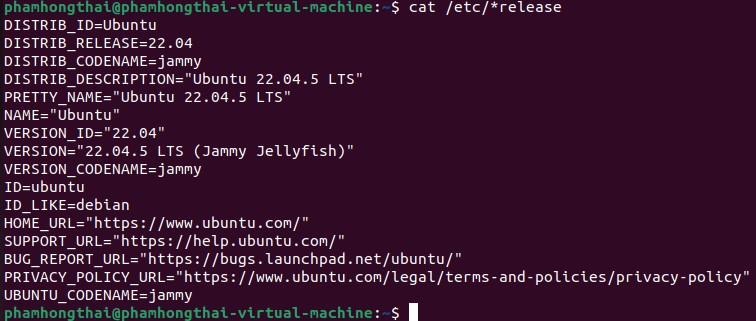 phamhongthai@phamhongthai-virtual-machine:~$ cat /etc/*release
DISTRIB_ID=Ubuntu
DISTRIB_RELEASE=22.04
DISTRIB_CODENAME=jammy
DISTRIB_DESCRIPTION="Ubuntu 22.04.5 LTS"
PRETTY_NAME="Ubuntu 22.04.5 LTS"
NAME="Ubuntu"
VERSION_ID="22.04"
VERSION="22.04.5 LTS (Jammy Jellyfish)"
VERSION_CODENAME=jammy
ID=ubuntu
ID_LIKE=debian
HOME_URL="https://www.ubuntu.com/"
SUPPORT_URL="https://help.ubuntu.com/"
BUG_REPORT_URL="https://bugs.launchpad.net/ubuntu/"
PRIVACY_POLICY_URL="https://www.ubuntu.com/legal/terms-and-policies/privacy-policy"
UBUNTU_CODENAME=jammy
phamhongthai@phamhongthai-virtual-machine:~$